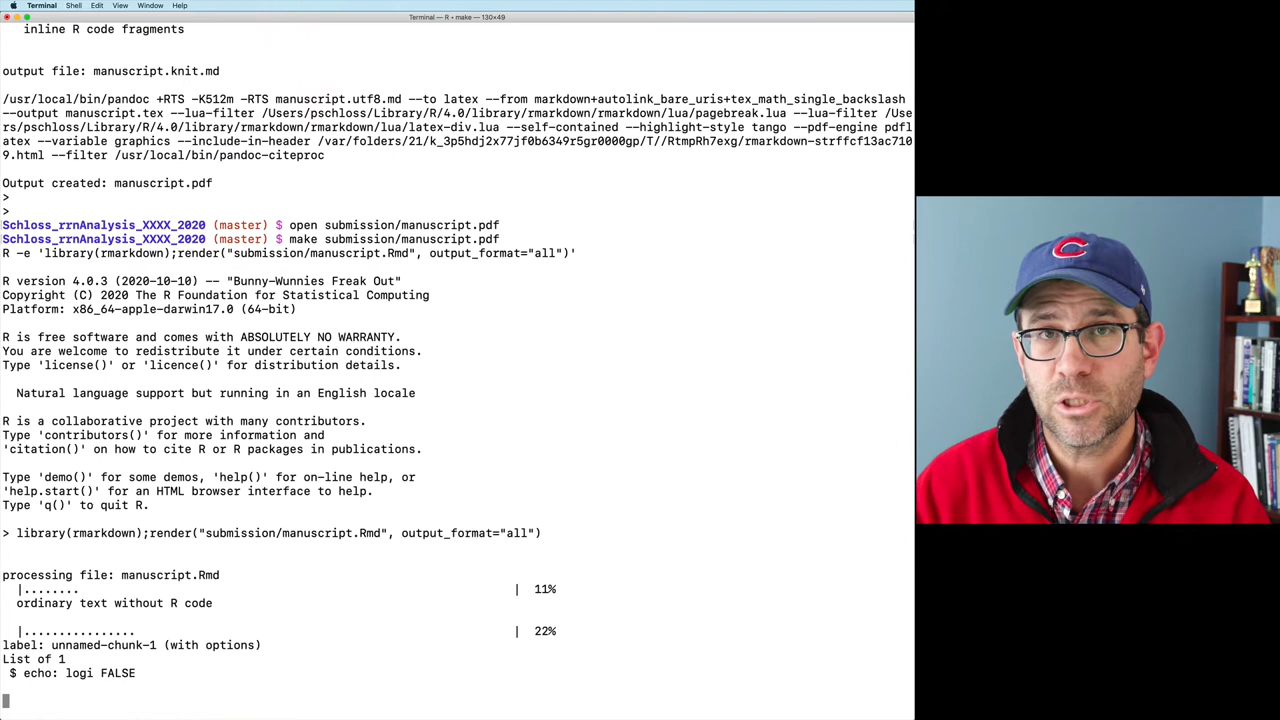 Terminal Shell Edit View Window Help
Terminal — R • make — 130×49
inline R code fragments
output file: manuscript.knit.md
/usr/local/bin/pandoc +RTS -K512m -RTS manuscript.utf8.md --to latex --from markdown+autolink_bare_uris+tex_math_single_backslash
--output manuscript.tex --lua-filter /Users/pschloss/Library/R/4.0/library/rmarkdown/rmarkdown/lua/pagebreak.lua --lua-filter /Use
rs/pschloss/Library/R/4.0/library/rmarkdown/rmarkdown/lua/latex-div.lua --self-contained --highlight-style tango --pdf-engine pdfl
atex --variable graphics --include-in-header /var/folders/21/k_3p5hdj2x77jf0b6349r5gr0000gp/T//RtmpRh7exg/rmarkdown-strffcf13ac710
9.html --filter /usr/local/bin/pandoc-citeproc
Output created: manuscript.pdf
>
>
Schloss_rrnAnalysis_XXXX_2020 (master) $ open submission/manuscript.pdf
Schloss_rrnAnalysis_XXXX_2020 (master) $ make submission/manuscript.pdf
R -e 'library(rmarkdown);render("submission/manuscript.Rmd", output_format="all")'
R version 4.0.3 (2020-10-10) -- "Bunny-Wunnies Freak Out"
Copyright (C) 2020 The R Foundation for Statistical Computing
Platform: x86_64-apple-darwin17.0 (64-bit)
R is free software and comes with ABSOLUTELY NO WARRANTY.
You are welcome to redistribute it under certain conditions.
Type 'license()' or 'licence()' for distribution details.
Natural language support but running in an English locale
R is a collaborative project with many contributors.
Type 'contributors()' for more information and
'citation()' on how to cite R or R packages in publications.
Type 'demo()' for some demos, 'help()' for on-line help, or
'help.start()' for an HTML browser interface to help.
Type 'q()' to quit R.
> library(rmarkdown);render("submission/manuscript.Rmd", output_format="all")
processing file: manuscript.Rmd
|........ | 11%
ordinary text without R code
|................ | 22%
label: unnamed-chunk-1 (with options)
List of 1
$ echo: logi FALSE
C